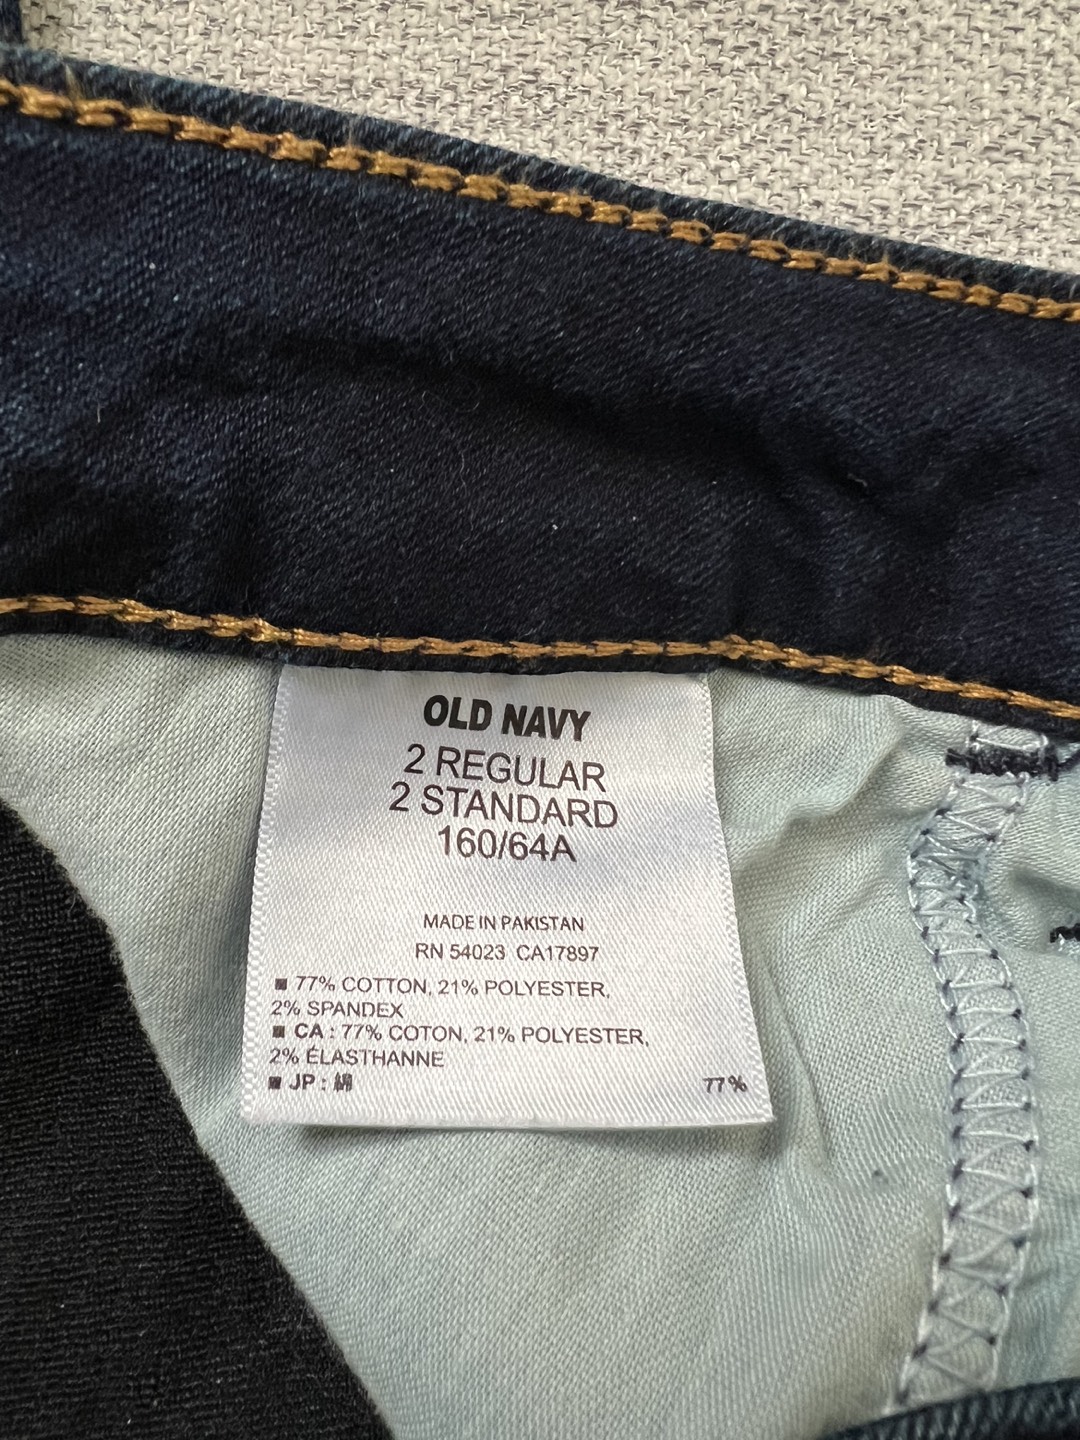 OLD NAVY
2 REGULAR
2 STANDARD
160/64A
MADE IN PAKISTAN
RN 54023 CA17897
■ 77% COTTON, 21% POLYESTER,
2% SPANDEX
■ CA : 77% COTON, 21% POLYESTER,
2% ÉLASTHANNE
■ JP : 綿 77%